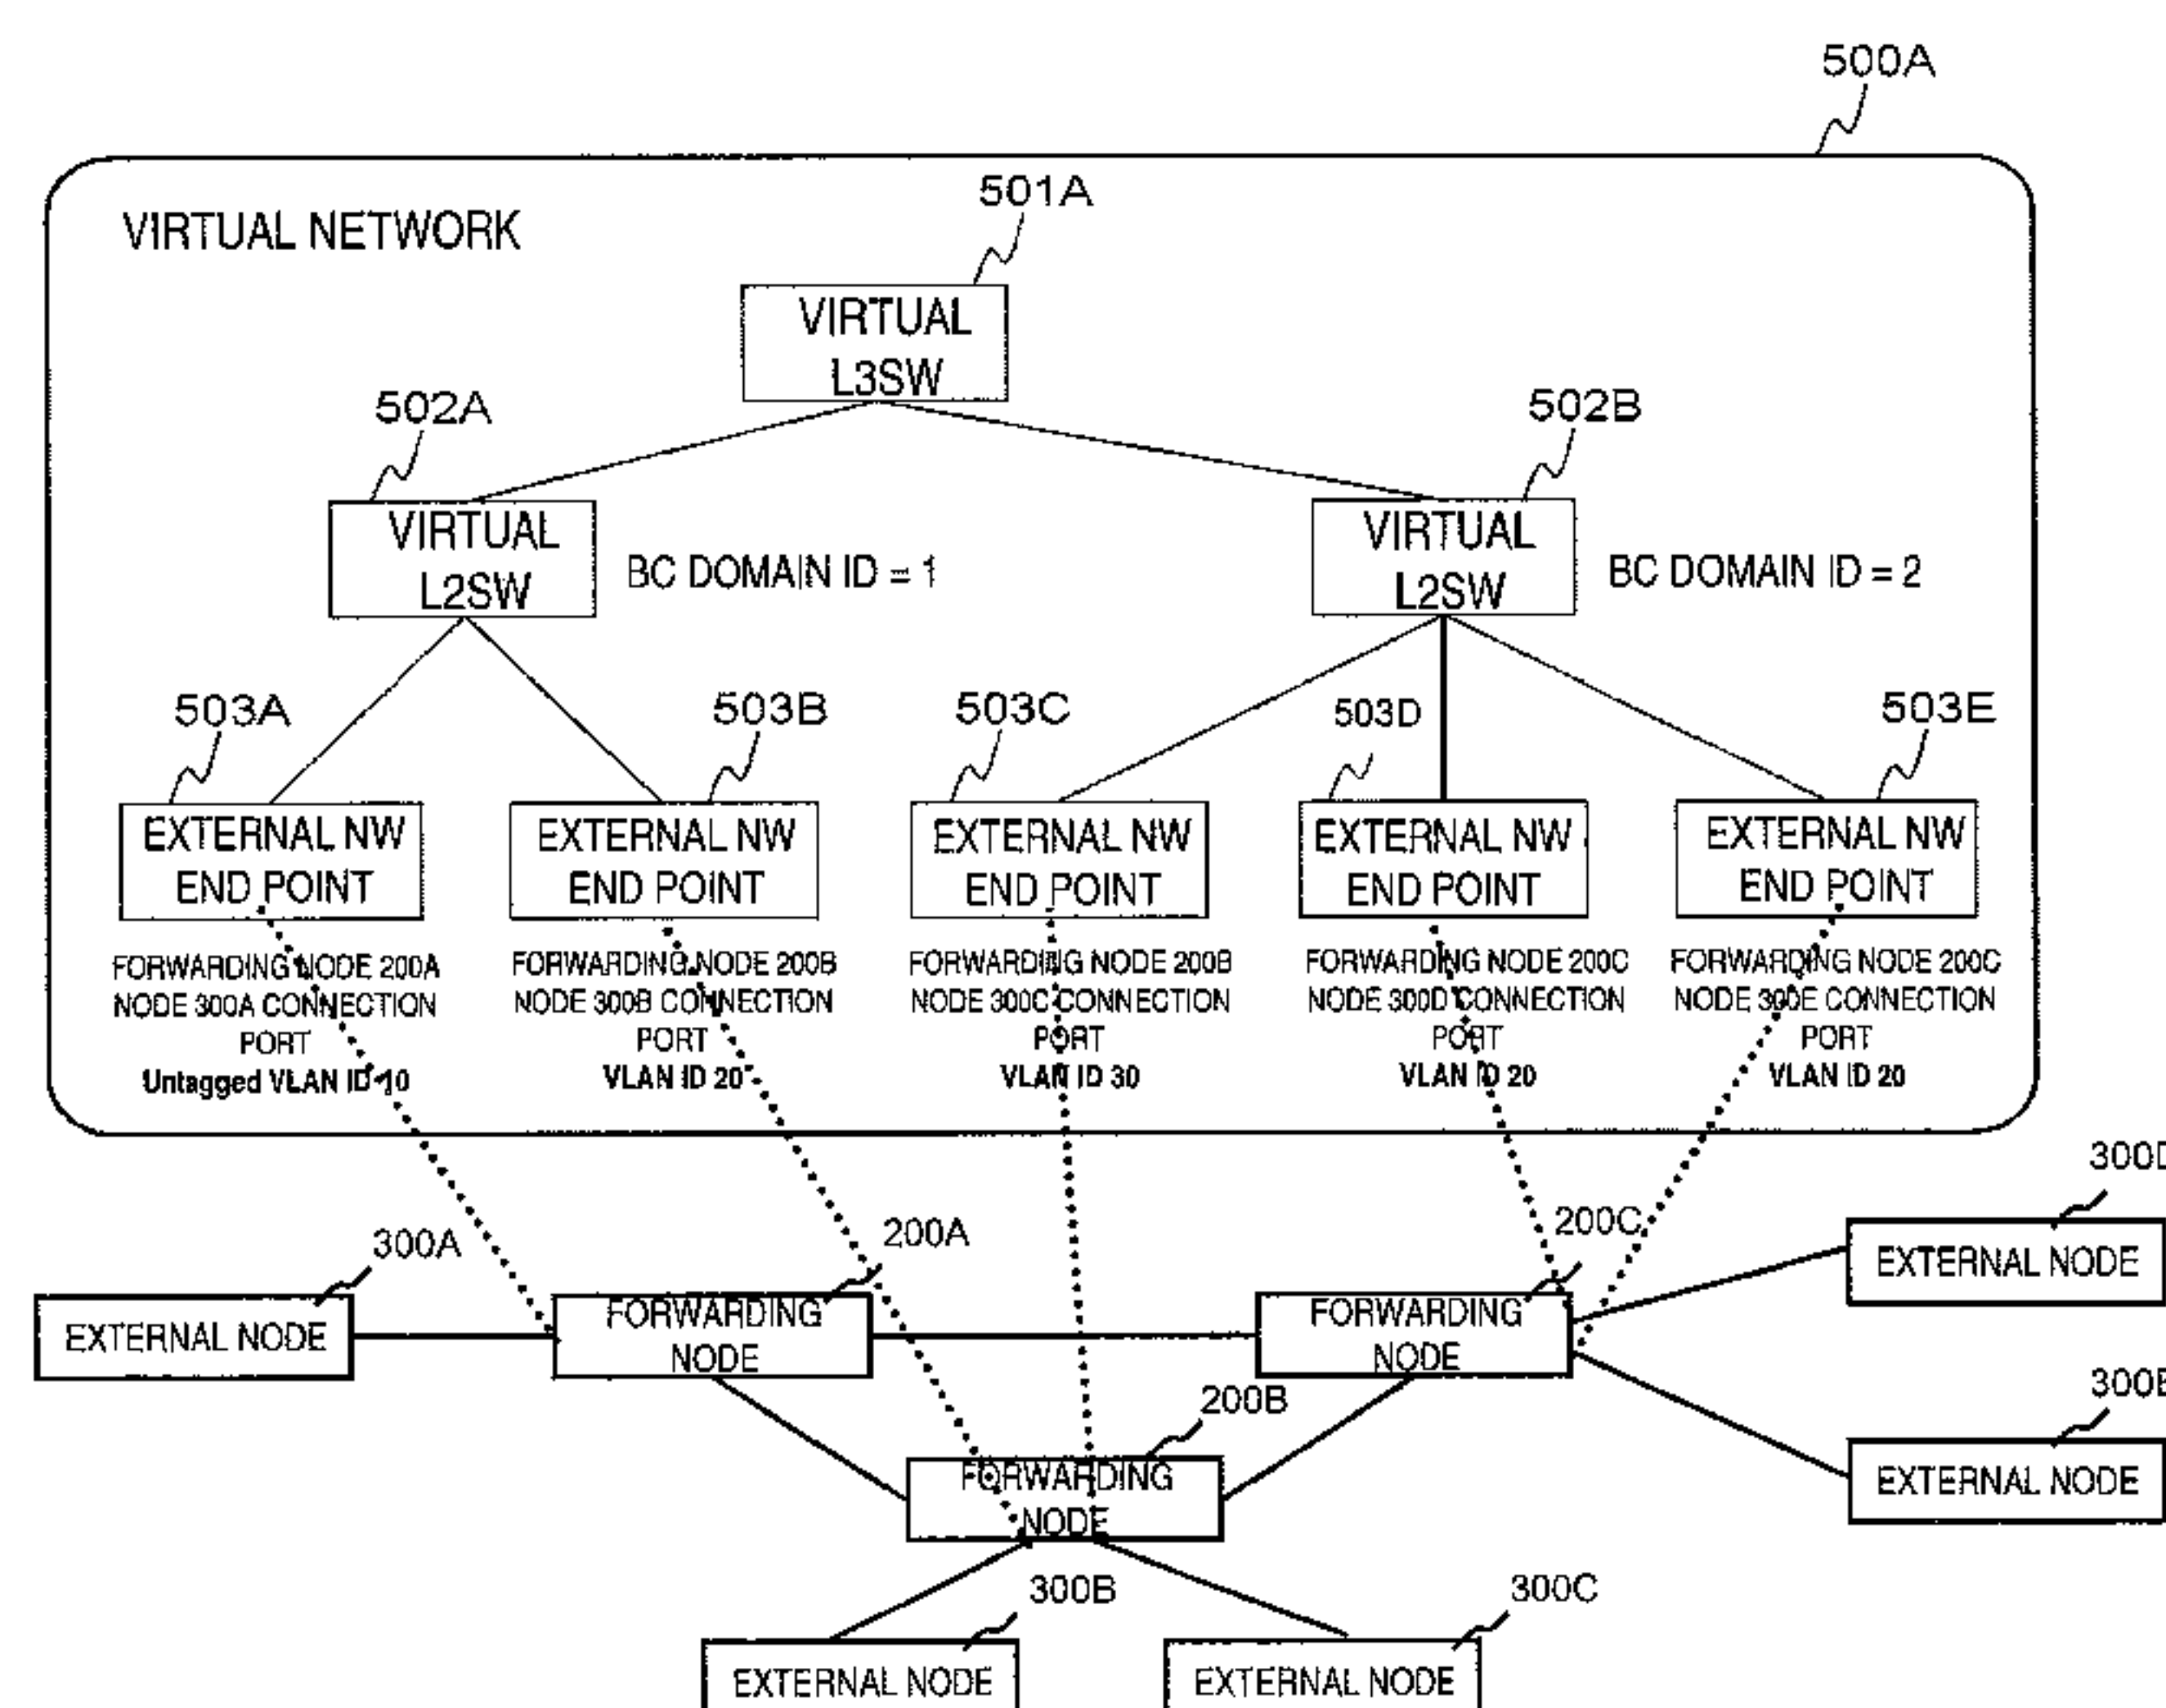 500A
VIRTUAL NETWORK
501A
VIRTUAL
L3SW
502A
502B
VIRTUAL
L2SW
BC DOMAIN ID = 1
VIRTUAL
L2SW
BC DOMAIN ID = 2
503A
503B
503C
503D
503E
EXTERNAL NW
END POINT
EXTERNAL NW
END POINT
EXTERNAL NW
END POINT
EXTERNAL NW
END POINT
EXTERNAL NW
END POINT
FORWARDING NODE 200A
NODE 300A CONNECTION
PORT
Untagged VLAN ID 10
FORWARDING NODE 200B
NODE 300B CONNECTION
PORT
VLAN ID 20
FORWARDING NODE 200B
NODE 300C CONNECTION
PORT
VLAN ID 30
FORWARDING NODE 200C
NODE 300D CONNECTION
PORT
VLAN ID 20
FORWARDING NODE 200C
NODE 300E CONNECTION
PORT
VLAN ID 20
300D
300A
200A
200C
EXTERNAL NODE
EXTERNAL NODE
FORWARDING
NODE
FORWARDING
NODE
300E
200B
FORWARDING
NODE
EXTERNAL NODE
300B
300C
EXTERNAL NODE
EXTERNAL NODE